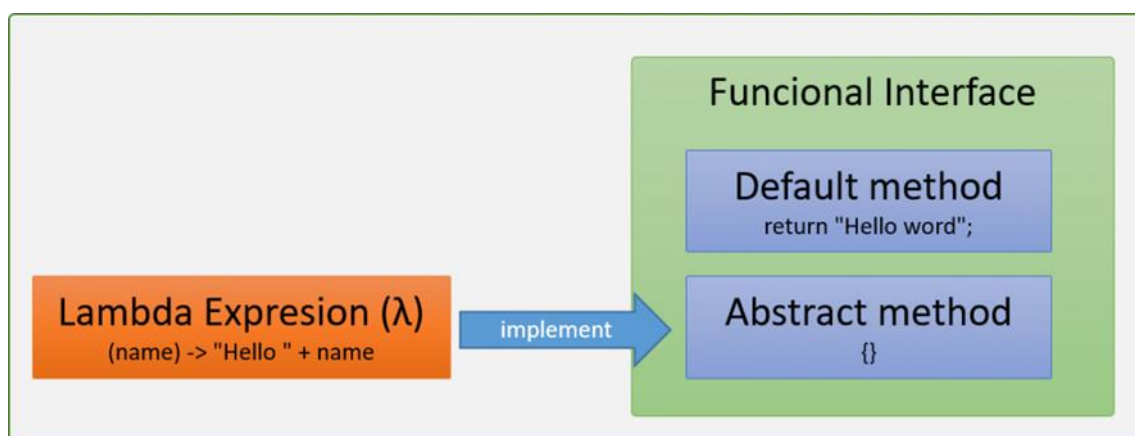 Funcional Interface
Default method
return "Hello word";
Lambda Expresion (λ)
(name) -> "Hello " + name
implement
Abstract method
{}